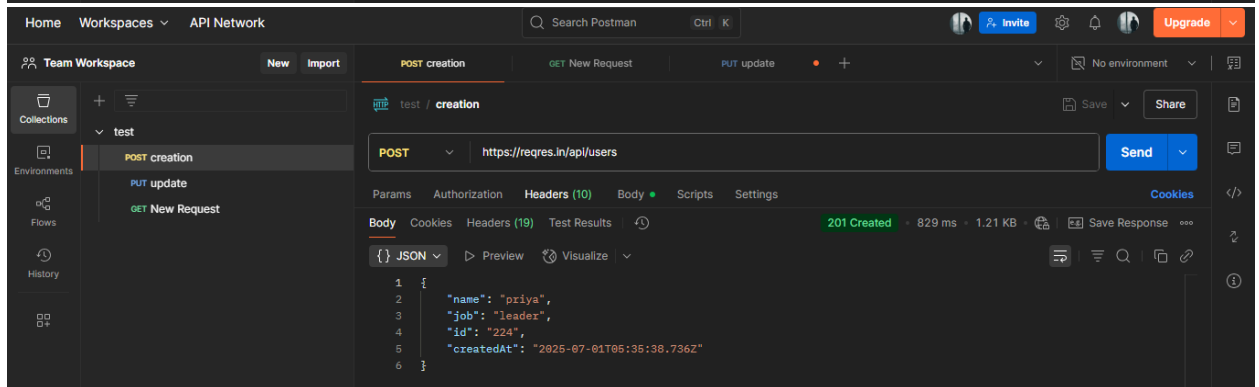 Home Workspaces API Network Search Postman Ctrl K Invite Upgrade
Team Workspace New Import POST creation GET New Request PUT update No environment
Collections
Environments
Flows
History
test
POST creation
PUT update
GET New Request
HTTP test / creation Save Share
POST https://reqres.in/api/users Send
Params Authorization Headers (10) Body Scripts Settings Cookies
Body Cookies Headers (19) Test Results 201 Created 829 ms 1.21 KB Save Response
{} JSON Preview Visualize
1 {
2 "name": "priya",
3 "job": "leader",
4 "id": "224",
5 "createdAt": "2025-07-01T05:35:38.736Z"
6 }